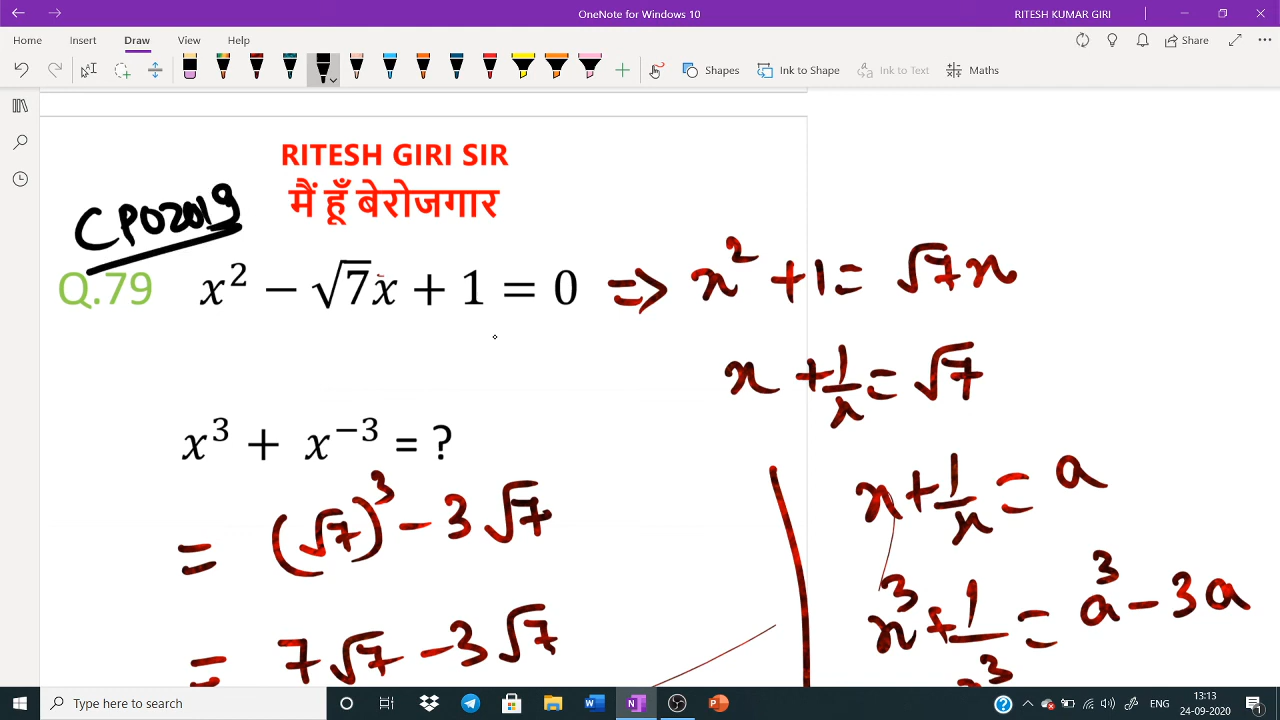 OneNote for Windows 10
RITESH KUMAR GIRI
Home Insert Draw View Help
Share
Shapes Ink to Shape Ink to Text Maths
RITESH GIRI SIR
मैं हूँ बेरोजगार
CPO2019
Q.79 x² − √7x + 1 = 0 ⇒ x² + 1 = √7x
x + 1/x = √7
x³ + x⁻³ = ?
x + 1/x = a
= (√7)³ − 3√7
x³ + 1/x³ = a³ − 3a
= 7√7 − 3√7
Type here to search
ENG
13:13
24-09-2020